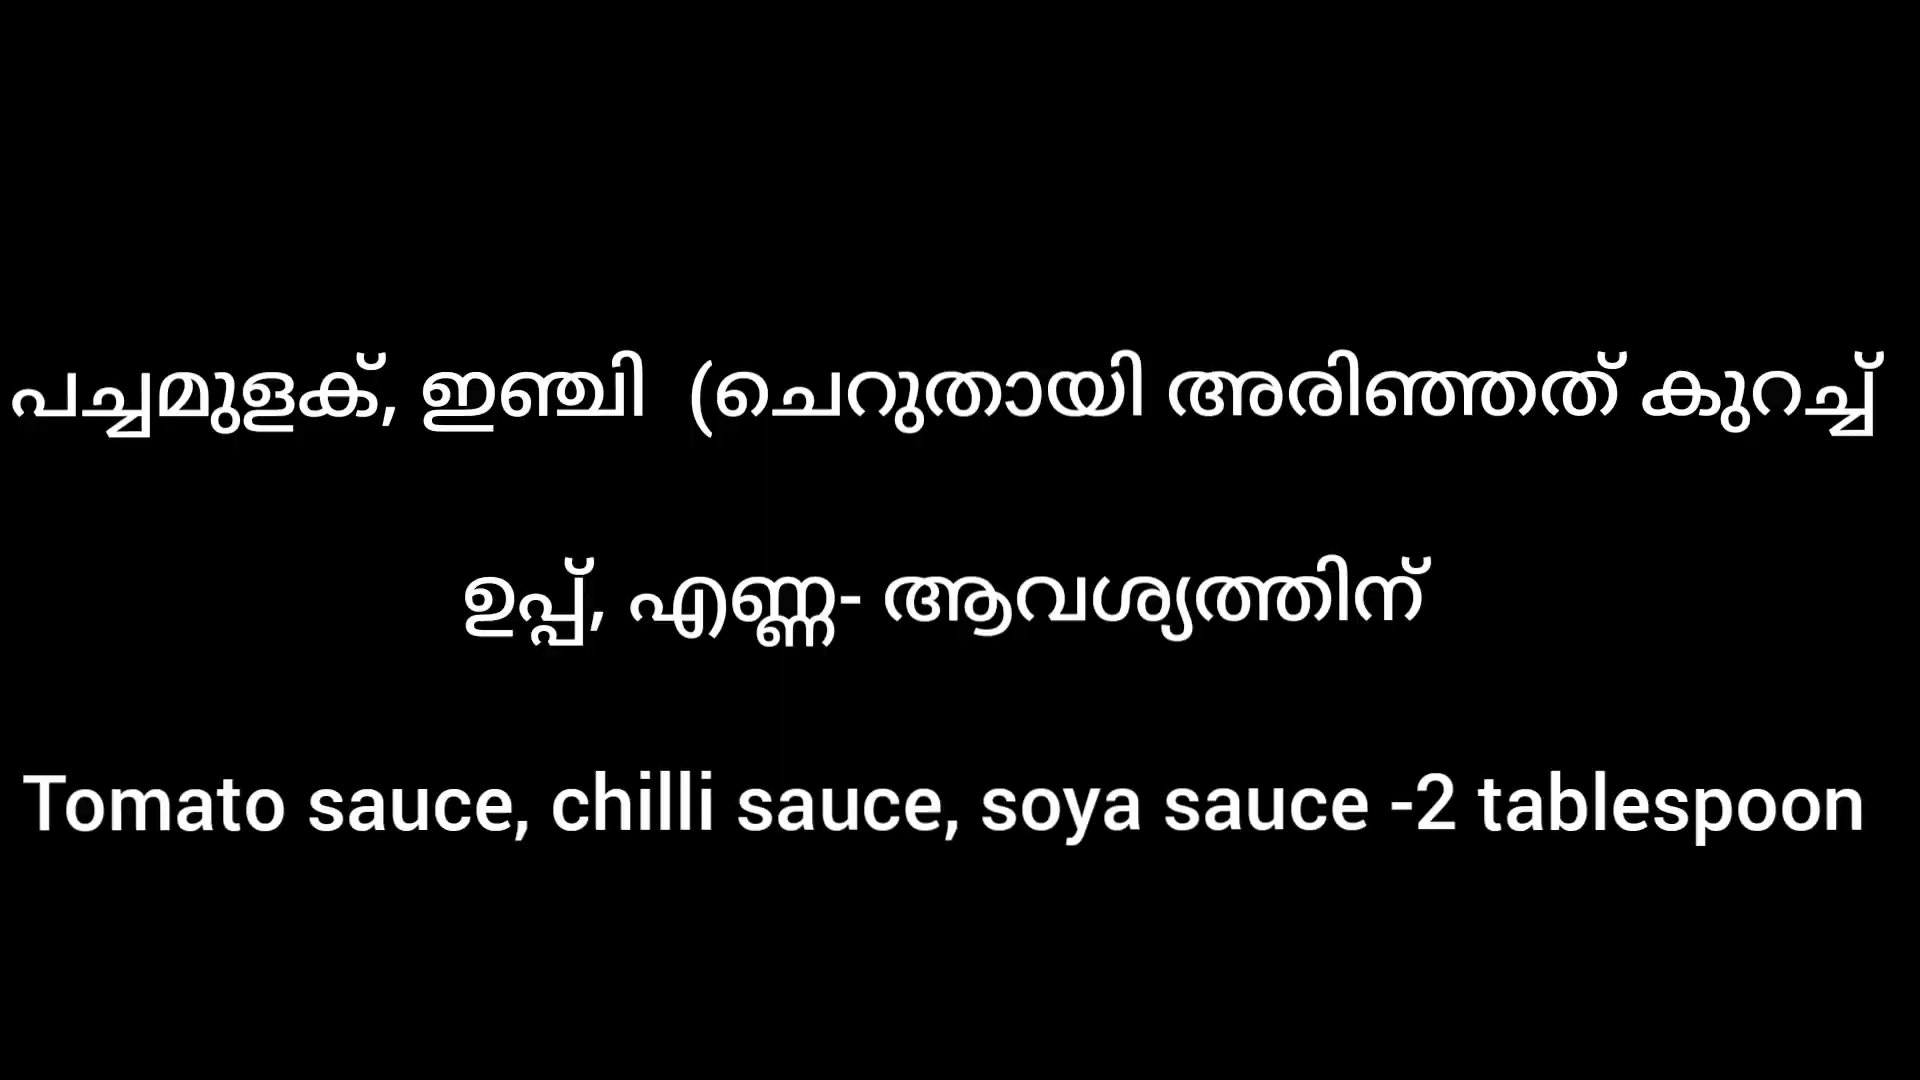 പച്ചമുളക്, ഇഞ്ചി (ചെറുതായി അരിഞ്ഞത് കുറച്ച്
ഉപ്പ്, എണ്ണ- ആവശ്യത്തിന്
Tomato sauce, chilli sauce, soya sauce -2 tablespoon